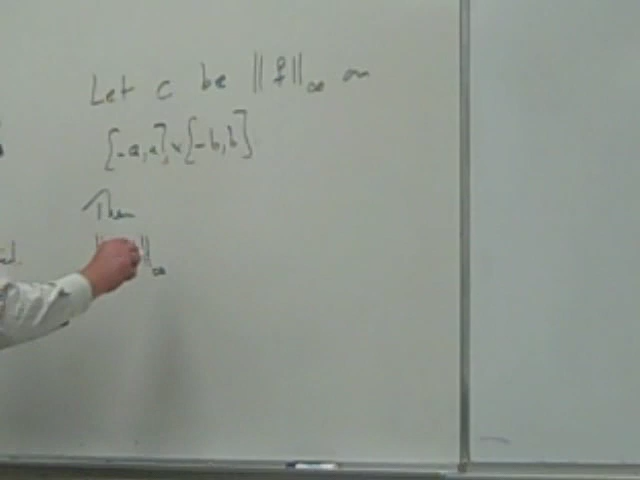 Let c be ||f||∞ on
[-a,a]×[-b,b]
Then
|| ||∞